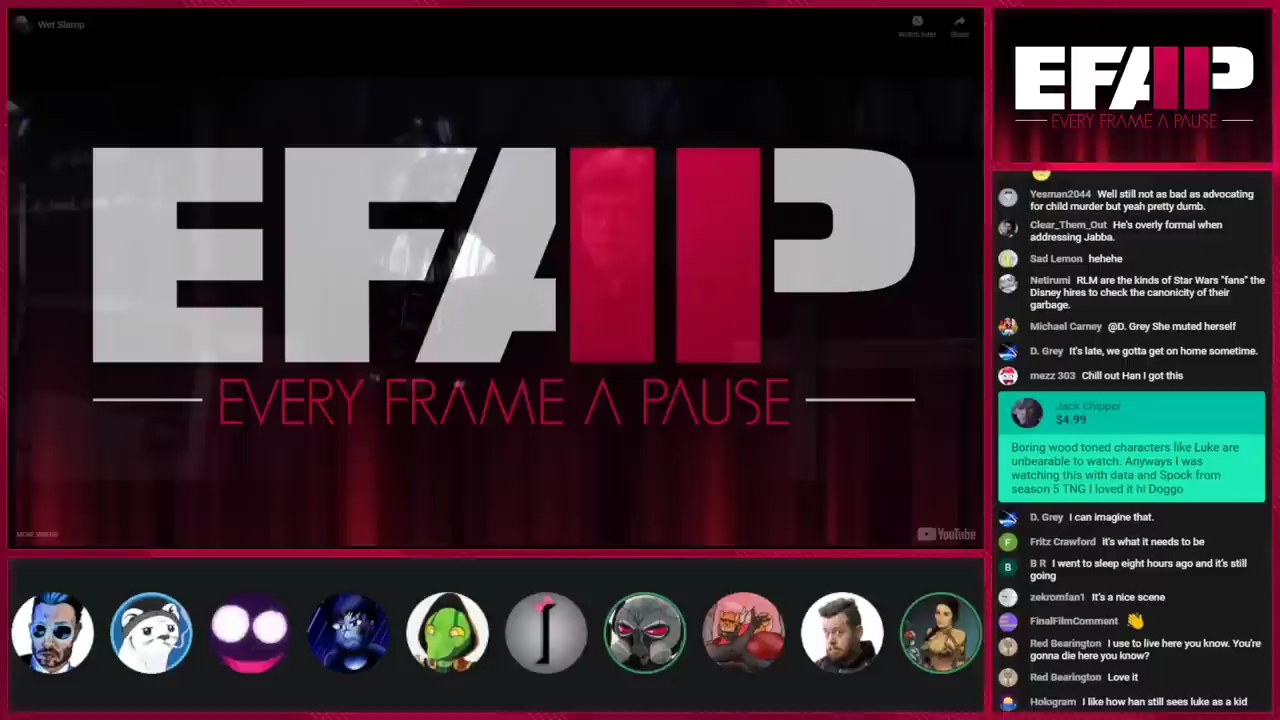 Wet Slamp
Watch later
Share
EFAP
EVERY FRAME A PAUSE
MORE VIDEOS
YouTube
EFAP
EVERY FRAME A PAUSE
Yesman2044 Well still not as bad as advocating
for child murder but yeah pretty dumb.
Clear_Them_Out He's overly formal when
addressing Jabba.
Sad Lemon hehehe
Netirumi RLM are the kinds of Star Wars "fans" the
Disney hires to check the canonicity of their
garbage.
Michael Carney @D. Grey She muted herself
D. Grey It's late, we gotta get on home sometime.
mezz 303 Chill out Han I got this
Jack Chipper
$4.99
Boring wood toned characters like Luke are
unbearable to watch. Anyways I was
watching this with data and Spock from
season 5 TNG I loved it hi Doggo
D. Grey I can imagine that.
F
Fritz Crawford It's what it needs to be
B
B R I went to sleep eight hours ago and it's still
going
zekromfan1 It's a nice scene
FinalFilmComment 👋
Red Bearington I use to live here you know. You're
gonna die here you know?
Red Bearington Love it
Hologram I like how han still sees luke as a kid